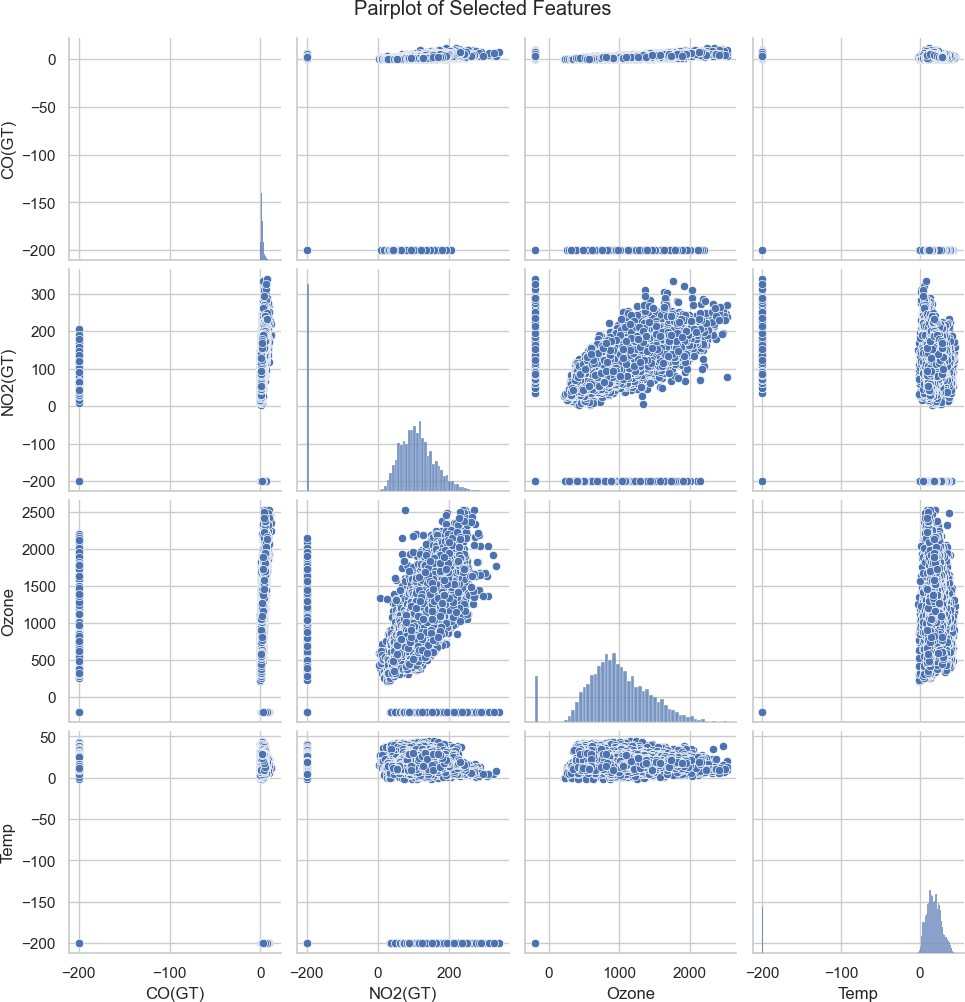 Pairplot of Selected Features
0
−50
−100
−150
−200
CO(GT)
300
200
100
0
−100
−200
NO2(GT)
2500
2000
1500
1000
500
0
Ozone
50
0
−50
−100
−150
−200
Temp
−200 −100 0
−200 0 200
0 1000 2000
−200 −100 0
CO(GT) NO2(GT) Ozone Temp